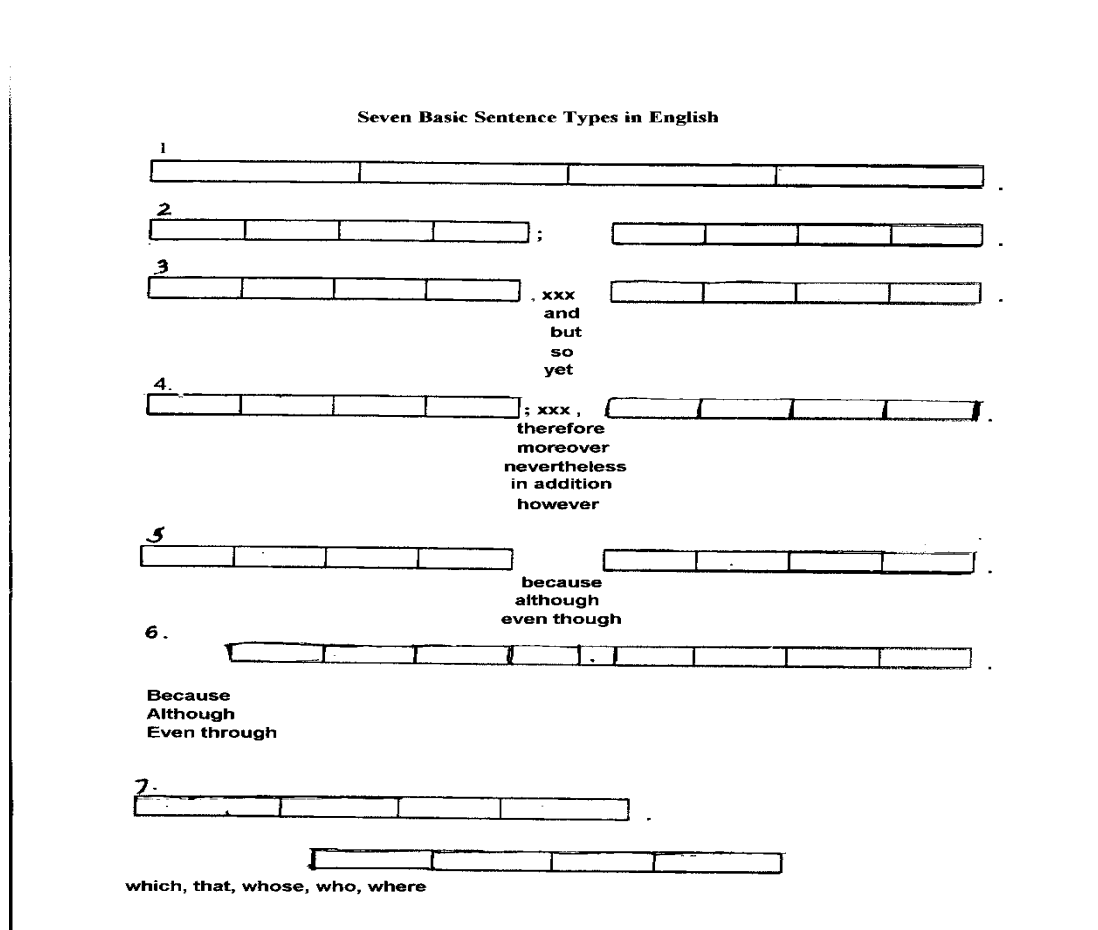 Seven Basic Sentence Types in English
1
.
2
; .
3
, xxx .
and
but
so
yet
4.
; xxx , .
therefore
moreover
nevertheless
in addition
however
5
.
because
although
even though
6.
.
Because
Although
Even through
7.
.
which, that, whose, who, where